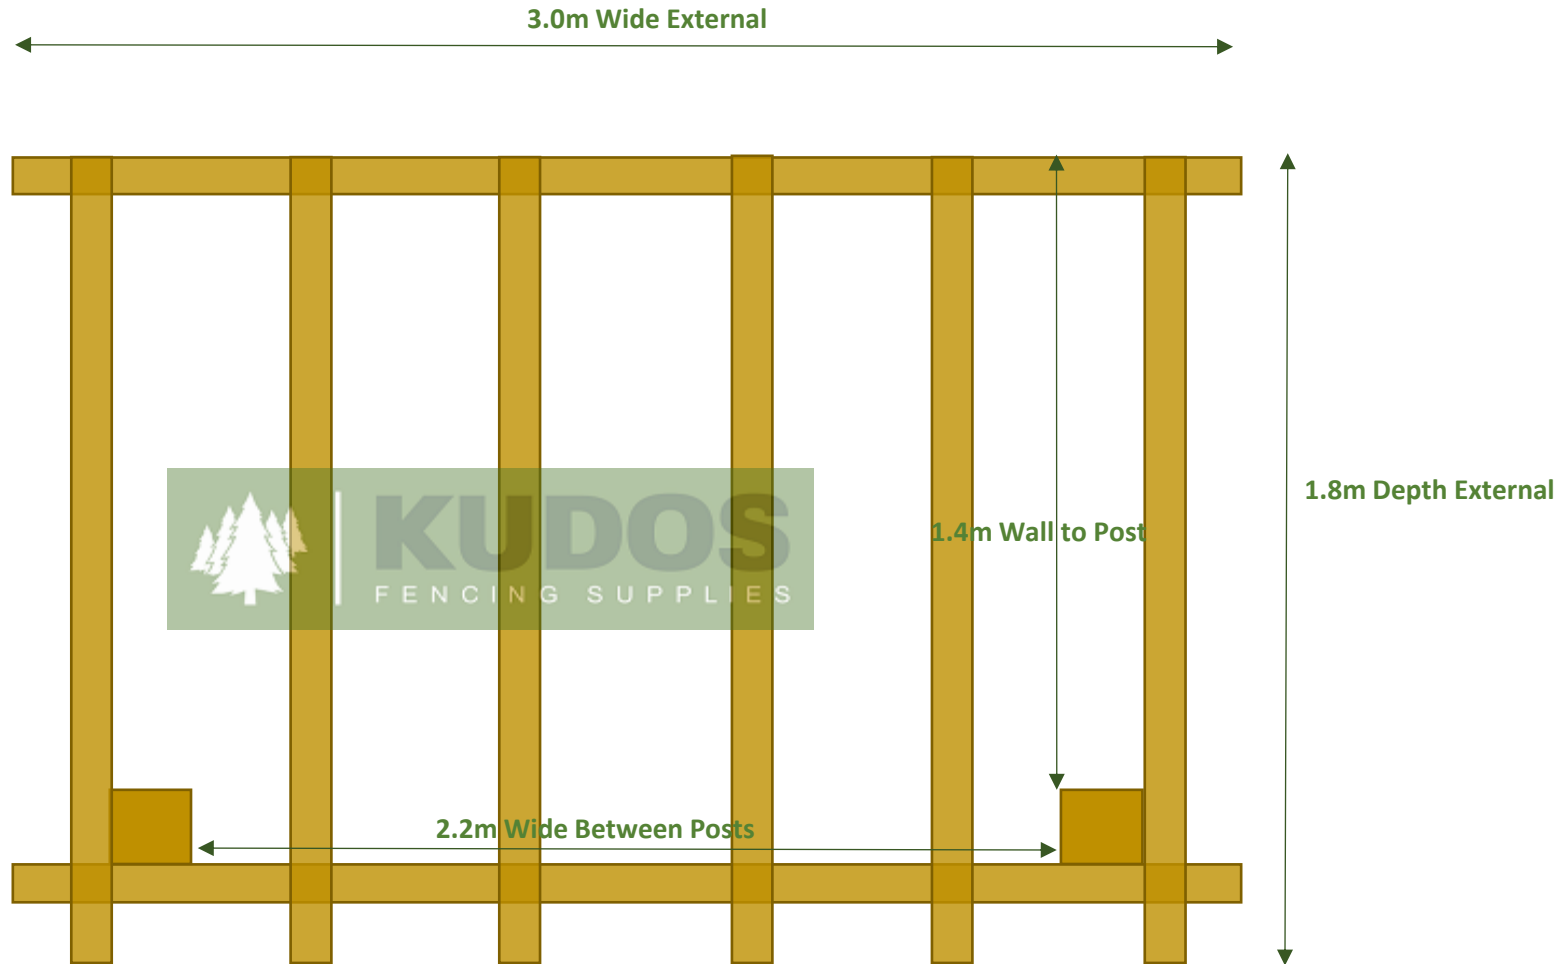 3.0m Wide External
1.8m Depth External
KUDOS
FENCING SUPPLIES
1.4m Wall to Post
2.2m Wide Between Posts